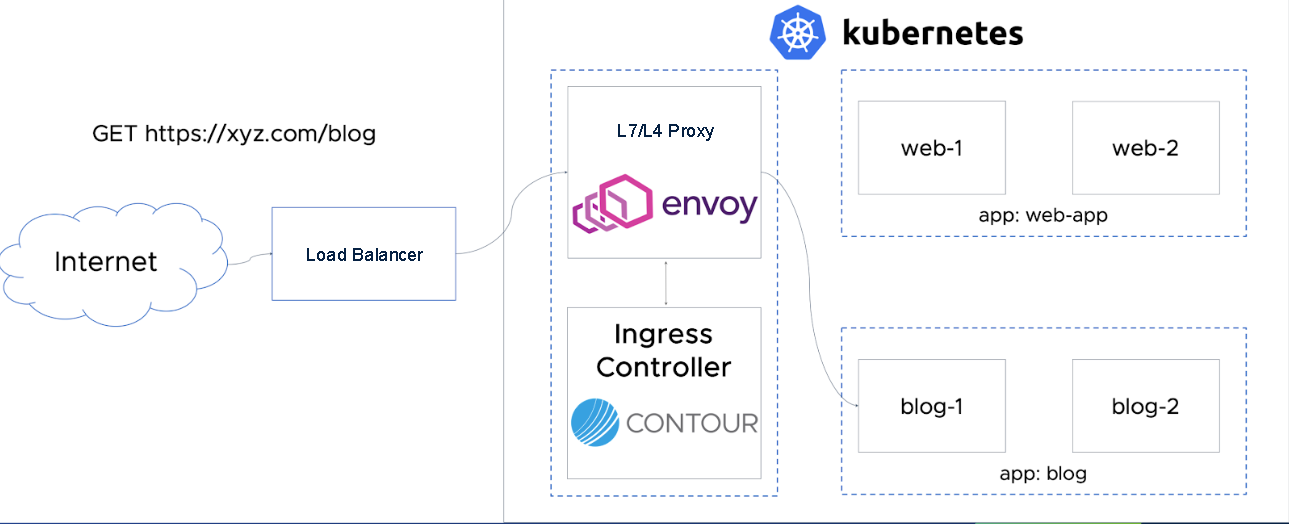 kubernetes
GET https://xyz.com/blog
Internet
Load Balancer
L7/L4 Proxy
envoy
Ingress
Controller
CONTOUR
web-1
web-2
app: web-app
blog-1
blog-2
app: blog